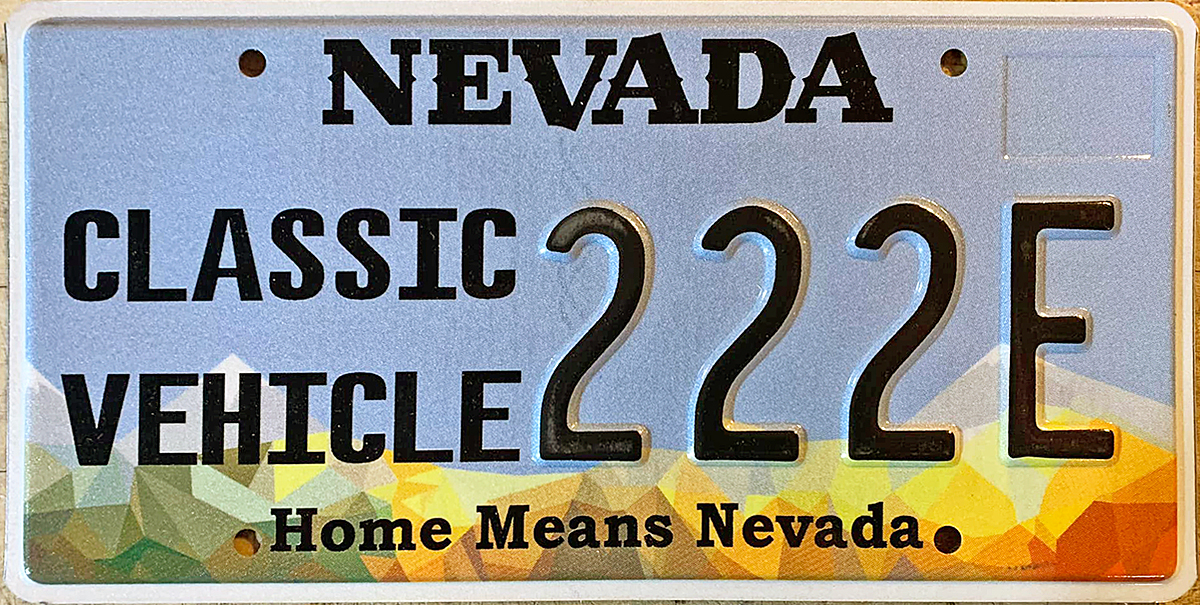 NEVADA
CLASSIC
VEHICLE
222E
Home Means Nevada